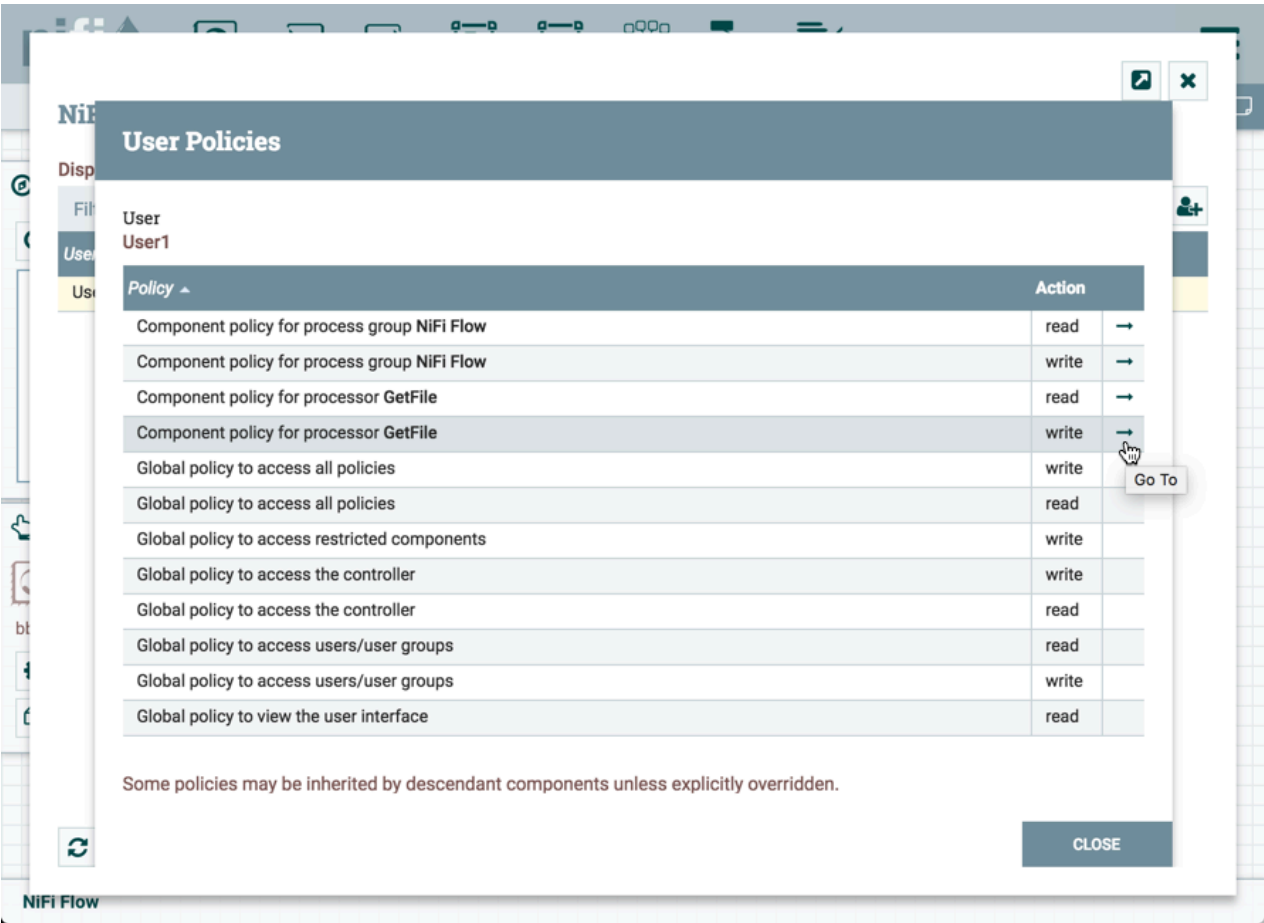 User Policies
User
User1
Policy Action
Component policy for process group NiFi Flow read
Component policy for process group NiFi Flow write
Component policy for processor GetFile read
Component policy for processor GetFile write
Go To
Global policy to access all policies write
Global policy to access all policies read
Global policy to access restricted components write
Global policy to access the controller write
Global policy to access the controller read
Global policy to access users/user groups read
Global policy to access users/user groups write
Global policy to view the user interface read
Some policies may be inherited by descendant components unless explicitly overridden.
CLOSE
NiFi Flow